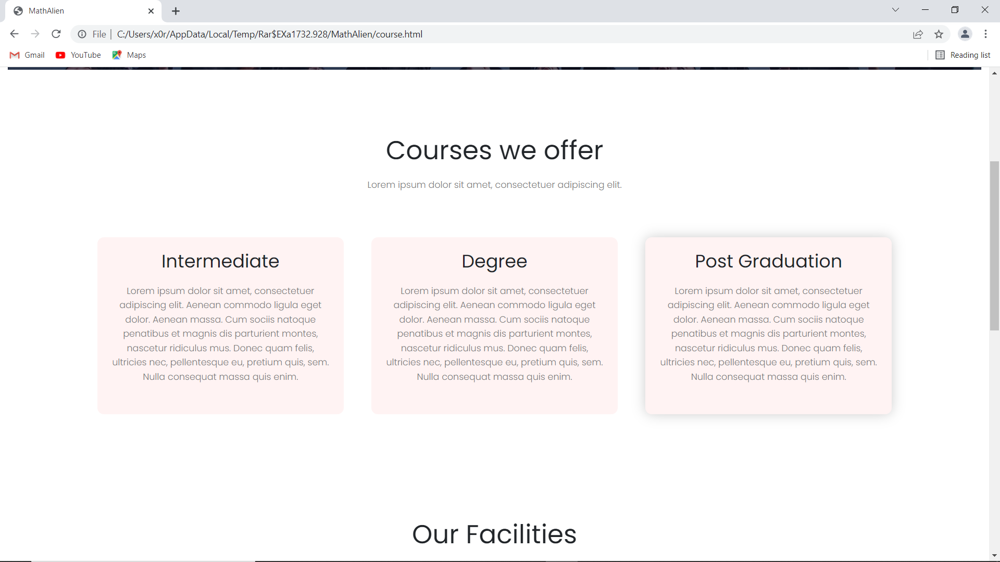 MathAlien
File | C:/Users/x0r/AppData/Local/Temp/Rar$EXa1732.928/MathAlien/course.html
Gmail YouTube Maps Reading list
Courses we offer
Lorem ipsum dolor sit amet, consectetuer adipiscing elit.
Intermediate
Lorem ipsum dolor sit amet, consectetuer
adipiscing elit. Aenean commodo ligula eget
dolor. Aenean massa. Cum sociis natoque
penatibus et magnis dis parturient montes,
nascetur ridiculus mus. Donec quam felis,
ultricies nec, pellentesque eu, pretium quis, sem.
Nulla consequat massa quis enim.
Degree
Lorem ipsum dolor sit amet, consectetuer
adipiscing elit. Aenean commodo ligula eget
dolor. Aenean massa. Cum sociis natoque
penatibus et magnis dis parturient montes,
nascetur ridiculus mus. Donec quam felis,
ultricies nec, pellentesque eu, pretium quis, sem.
Nulla consequat massa quis enim.
Post Graduation
Lorem ipsum dolor sit amet, consectetuer
adipiscing elit. Aenean commodo ligula eget
dolor. Aenean massa. Cum sociis natoque
penatibus et magnis dis parturient montes,
nascetur ridiculus mus. Donec quam felis,
ultricies nec, pellentesque eu, pretium quis, sem.
Nulla consequat massa quis enim.
Our Facilities